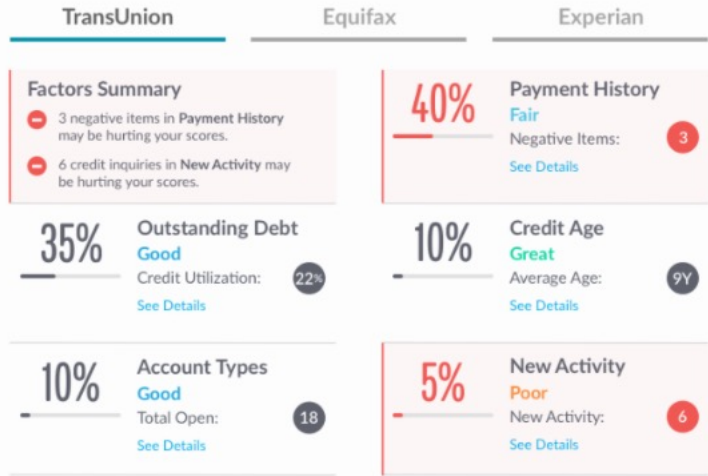 TransUnion
Equifax
Experian
Factors Summary
3 negative items in Payment History
may be hurting your scores.
6 credit inquiries in New Activity may
be hurting your scores.
40%
Payment History
Fair
Negative Items:
3
See Details
35%
Outstanding Debt
Good
Credit Utilization:
22%
See Details
10%
Credit Age
Great
Average Age:
9Y
See Details
10%
Account Types
Good
Total Open:
18
See Details
5%
New Activity
Poor
New Activity:
6
See Details